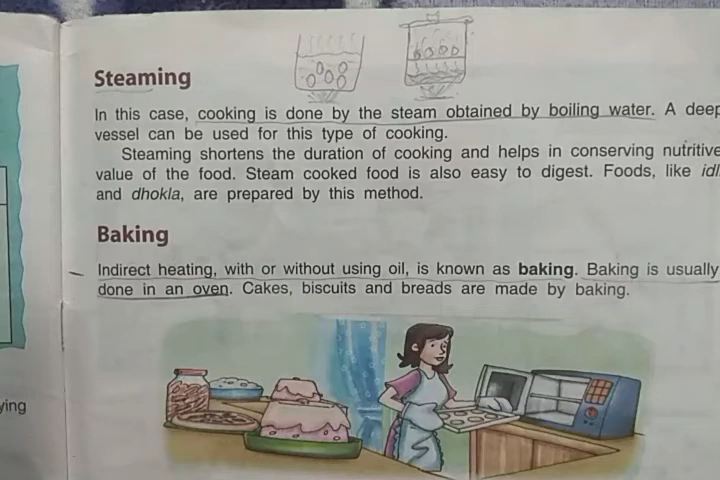 Steaming
In this case, cooking is done by the steam obtained by boiling water. A deep
vessel can be used for this type of cooking.
Steaming shortens the duration of cooking and helps in conserving nutritive
value of the food. Steam cooked food is also easy to digest. Foods, like idl
and dhokla, are prepared by this method.
Baking
Indirect heating, with or without using oil, is known as baking. Baking is usually
done in an oven. Cakes, biscuits and breads are made by baking.
ying